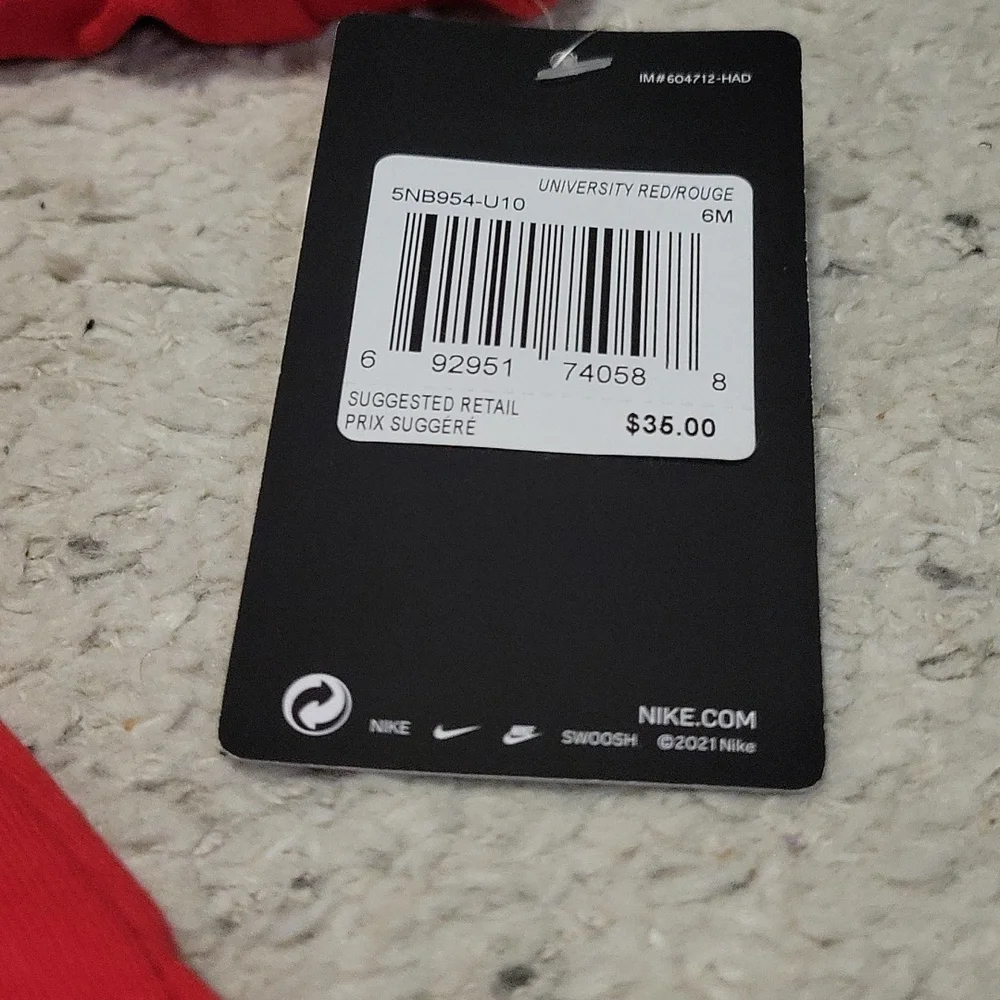 IM#604712-HAD
UNIVERSITY RED/ROUGE
5NB954-U10
6M
6 92951 74058 8
SUGGESTED RETAIL
PRIX SUGGÉRÉ
$35.00
NIKE.COM
NIKE SWOOSH ©2021 Nike